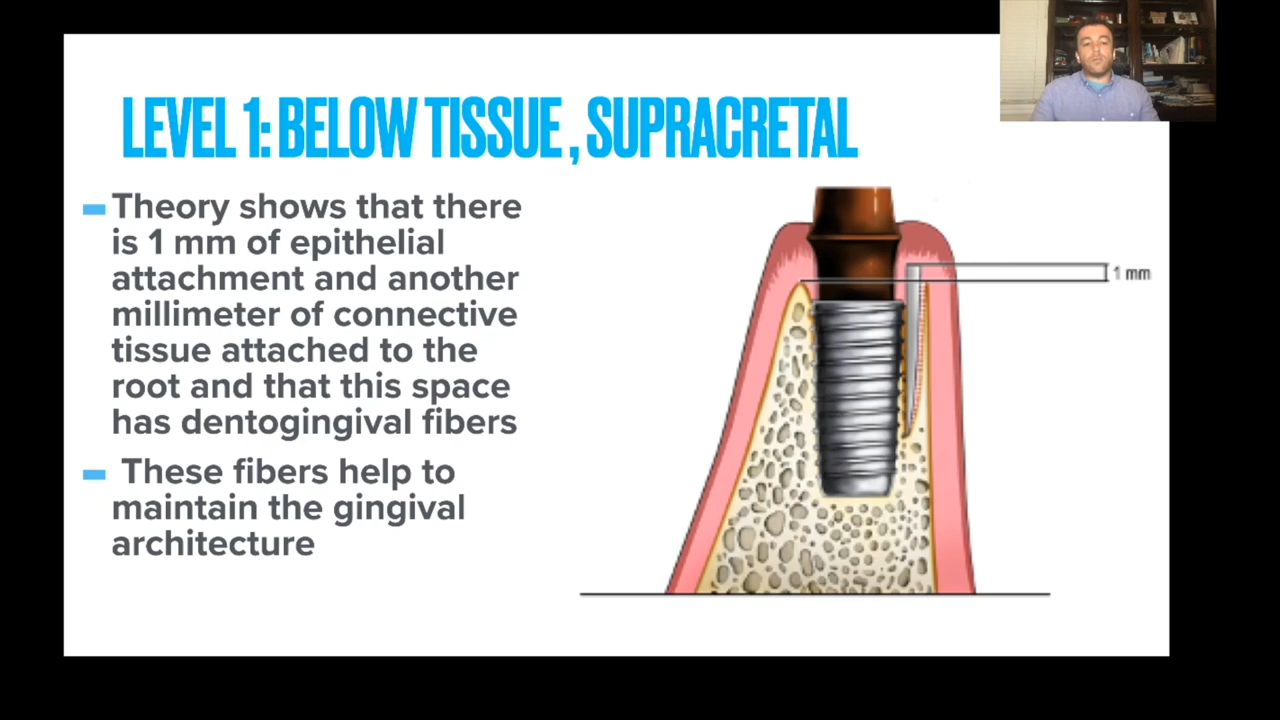 LEVEL 1: BELOW TISSUE, SUPRACRETAL
Theory shows that there
is 1 mm of epithelial
attachment and another
millimeter of connective
tissue attached to the
root and that this space
has dentogingival fibers
These fibers help to
maintain the gingival
architecture
1 mm